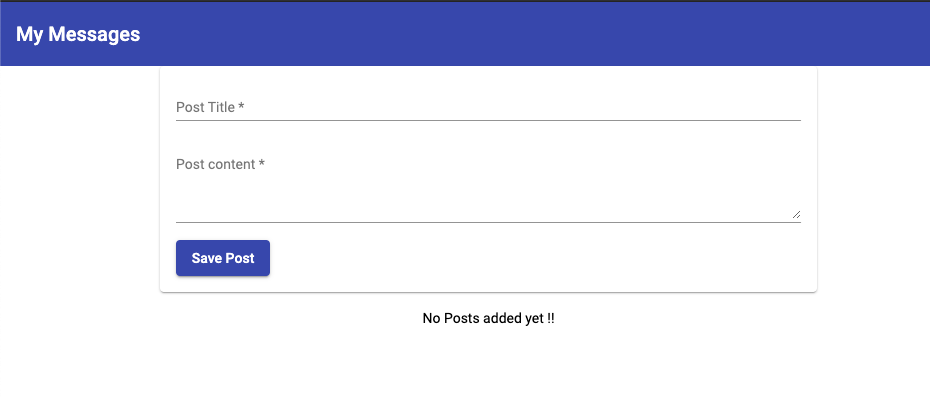 My Messages
Post Title *
Post content *
Save Post
No Posts added yet !!